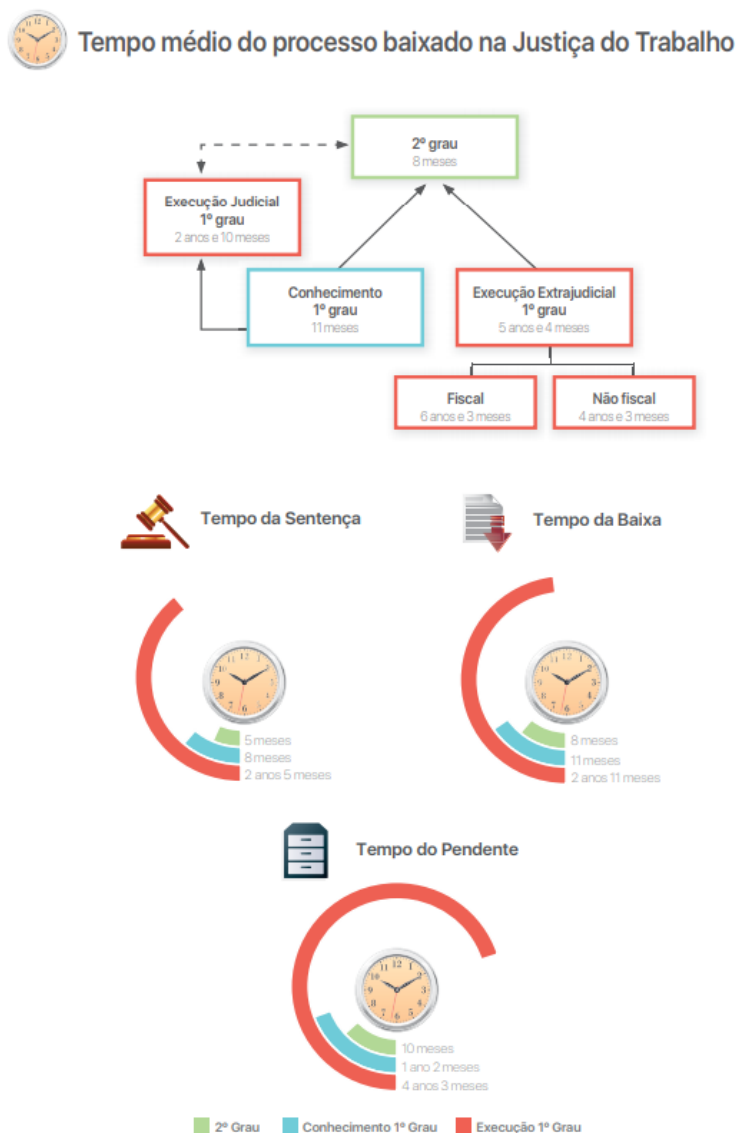 Tempo médio do processo baixado na Justiça do Trabalho
2º grau
8 meses
Execução Judicial
1º grau
2 anos e 10 meses
Conhecimento
1º grau
11 meses
Execução Extrajudicial
1º grau
5 anos e 4 meses
Fiscal
6 anos e 3 meses
Não fiscal
4 anos e 3 meses
Tempo da Sentença
5 meses
8 meses
2 anos 5 meses
Tempo da Baixa
8 meses
11 meses
2 anos 11 meses
Tempo do Pendente
10 meses
1 ano 2 meses
4 anos 3 meses
2º Grau
Conhecimento 1º Grau
Execução 1º Grau